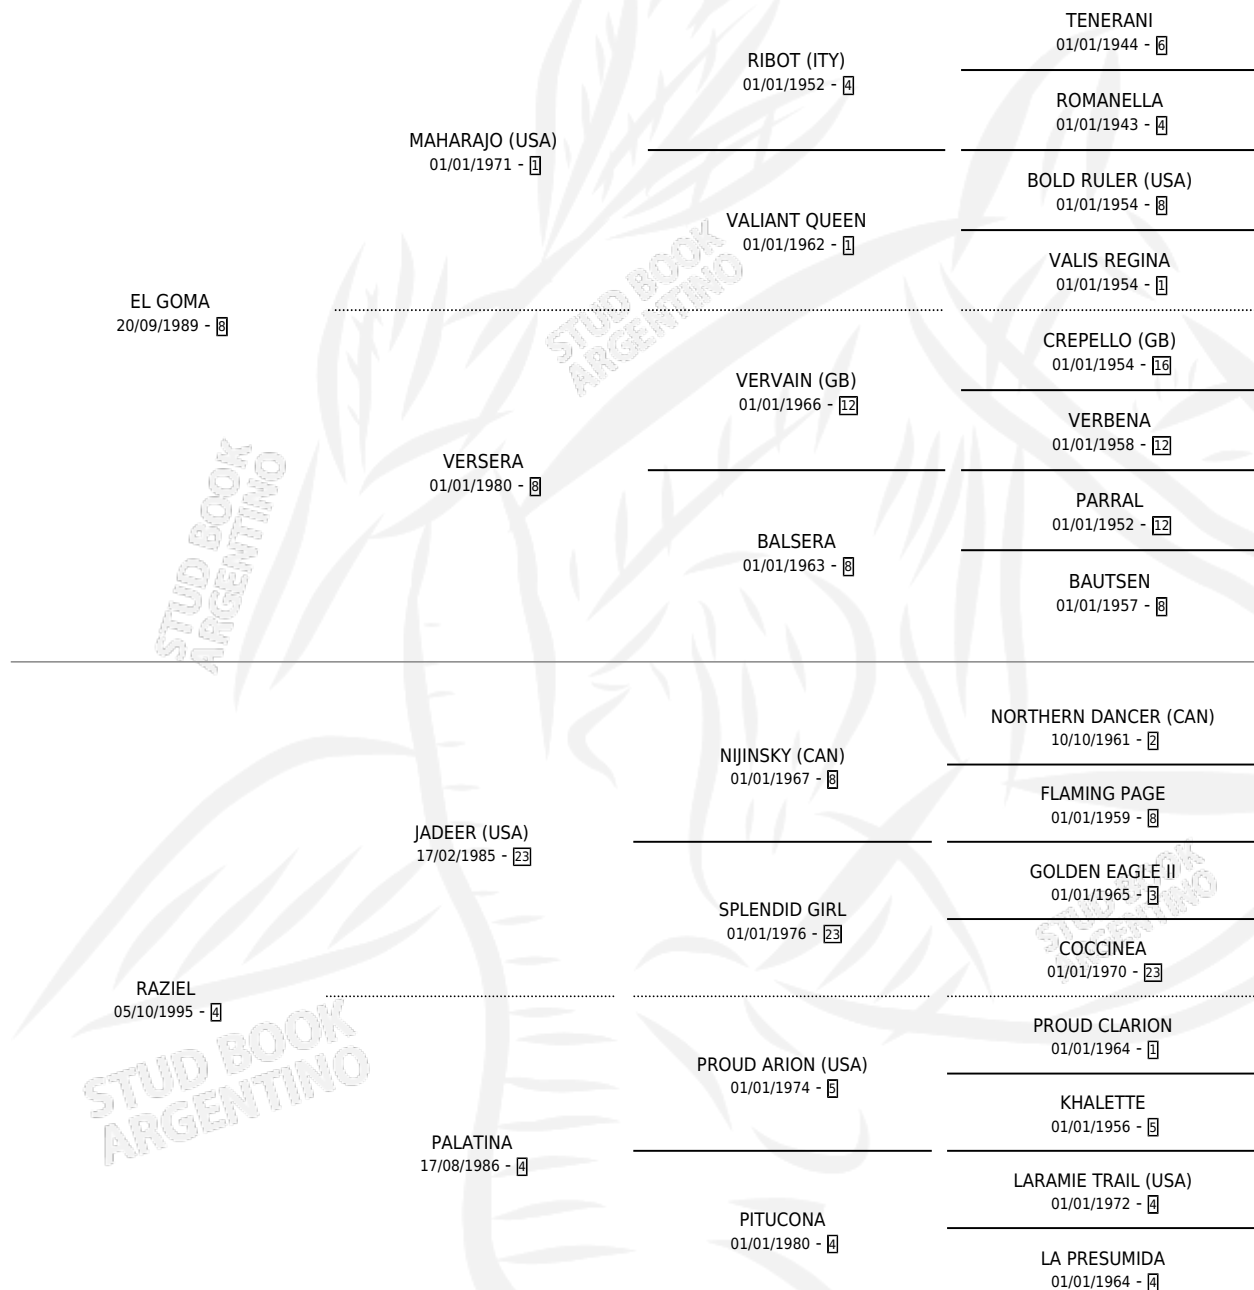 TENERANI
01/01/1944 - 6
RIBOT (ITY)
01/01/1952 - 4
ROMANELLA
01/01/1943 - 4
MAHARAJO (USA)
01/01/1971 - 1
BOLD RULER (USA)
01/01/1954 - 8
VALIANT QUEEN
01/01/1962 - 1
VALIS REGINA
01/01/1954 - 1
EL GOMA
20/09/1989 - 8
STUD BOOK
ARGENTINO
CREPELLO (GB)
01/01/1954 - 16
VERVAIN (GB)
01/01/1966 - 12
VERBENA
01/01/1958 - 12
VERSERA
01/01/1980 - 8
PARRAL
01/01/1952 - 12
BALSERA
01/01/1963 - 8
BAUTSEN
01/01/1957 - 8
STUD BOOK
ARGENTINO
NORTHERN DANCER (CAN)
10/10/1961 - 2
NIJINSKY (CAN)
01/01/1967 - 8
FLAMING PAGE
01/01/1959 - 8
JADEER (USA)
17/02/1985 - 23
GOLDEN EAGLE II
01/01/1965 - 3
SPLENDID GIRL
01/01/1976 - 23
STUD BOOK
ARGENTINO
COCCINEA
01/01/1970 - 23
RAZIEL
05/10/1995 - 4
STUD BOOK
ARGENTINO
PROUD CLARION
01/01/1964 - 1
PROUD ARION (USA)
01/01/1974 - 5
KHALETTE
01/01/1956 - 5
PALATINA
17/08/1986 - 4
LARAMIE TRAIL (USA)
01/01/1972 - 4
PITUCONA
01/01/1980 - 4
LA PRESUMIDA
01/01/1964 - 4